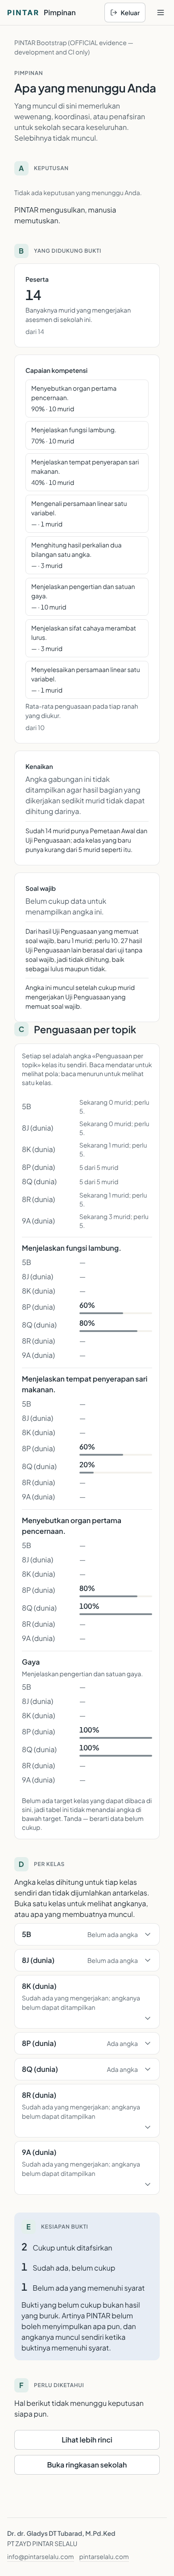 PINTAR Pimpinan
Keluar
PINTAR Bootstrap (OFFICIAL evidence —
development and CI only)
PIMPINAN
Apa yang menunggu Anda
Yang muncul di sini memerlukan
wewenang, koordinasi, atau penafsiran
untuk sekolah secara keseluruhan.
Selebihnya tidak muncul.
A KEPUTUSAN
Tidak ada keputusan yang menunggu Anda.
PINTAR mengusulkan, manusia
memutuskan.
B YANG DIDUKUNG BUKTI
Peserta
14
Banyaknya murid yang mengerjakan
asesmen di sekolah ini.
dari 14
Capaian kompetensi
Menyebutkan organ pertama
pencernaan.
90% · 10 murid
Menjelaskan fungsi lambung.
70% · 10 murid
Menjelaskan tempat penyerapan sari
makanan.
40% · 10 murid
Mengenali persamaan linear satu
variabel.
— · 1 murid
Menghitung hasil perkalian dua
bilangan satu angka.
— · 3 murid
Menjelaskan pengertian dan satuan
gaya.
— · 10 murid
Menjelaskan sifat cahaya merambat
lurus.
— · 3 murid
Menyelesaikan persamaan linear satu
variabel.
— · 1 murid
Rata-rata penguasaan pada tiap ranah
yang diukur.
dari 10
Kenaikan
Angka gabungan ini tidak
ditampilkan agar hasil bagian yang
dikerjakan sedikit murid tidak dapat
dihitung darinya.
Sudah 14 murid punya Pemetaan Awal dan
Uji Penguasaan; ada kelas yang baru
punya kurang dari 5 murid seperti itu.
Soal wajib
Belum cukup data untuk
menampilkan angka ini.
Dari hasil Uji Penguasaan yang memuat
soal wajib, baru 1 murid; perlu 10. 27 hasil
Uji Penguasaan lain berasal dari uji tanpa
soal wajib, jadi tidak dihitung, baik
sebagai lulus maupun tidak.
Angka ini muncul setelah cukup murid
mengerjakan Uji Penguasaan yang
memuat soal wajib.
C Penguasaan per topik
Setiap sel adalah angka «Penguasaan per
topik» kelas itu sendiri. Baca mendatar untuk
melihat pola; baca menurun untuk melihat
satu kelas.
5B Sekarang 0 murid; perlu
5.
8J (dunia) Sekarang 0 murid; perlu
5.
8K (dunia) Sekarang 1 murid; perlu
5.
8P (dunia) 5 dari 5 murid
8Q (dunia) 5 dari 5 murid
8R (dunia) Sekarang 1 murid; perlu
5.
9A (dunia) Sekarang 3 murid; perlu
5.
Menjelaskan fungsi lambung.
5B —
8J (dunia) —
8K (dunia) —
8P (dunia) 60%
8Q (dunia) 80%
8R (dunia) —
9A (dunia) —
Menjelaskan tempat penyerapan sari
makanan.
5B —
8J (dunia) —
8K (dunia) —
8P (dunia) 60%
8Q (dunia) 20%
8R (dunia) —
9A (dunia) —
Menyebutkan organ pertama
pencernaan.
5B —
8J (dunia) —
8K (dunia) —
8P (dunia) 80%
8Q (dunia) 100%
8R (dunia) —
9A (dunia) —
Gaya
Menjelaskan pengertian dan satuan gaya.
5B —
8J (dunia) —
8K (dunia) —
8P (dunia) 100%
8Q (dunia) 100%
8R (dunia) —
9A (dunia) —
Belum ada target kelas yang dapat dibaca di
sini, jadi tabel ini tidak menandai angka di
bawah target. Tanda — berarti data belum
cukup.
D PER KELAS
Angka kelas dihitung untuk tiap kelas
sendiri dan tidak dijumlahkan antarkelas.
Buka satu kelas untuk melihat angkanya,
atau apa yang membuatnya muncul.
5B Belum ada angka
8J (dunia) Belum ada angka
8K (dunia)
Sudah ada yang mengerjakan; angkanya
belum dapat ditampilkan
8P (dunia) Ada angka
8Q (dunia) Ada angka
8R (dunia)
Sudah ada yang mengerjakan; angkanya
belum dapat ditampilkan
9A (dunia)
Sudah ada yang mengerjakan; angkanya
belum dapat ditampilkan
E KESIAPAN BUKTI
2 Cukup untuk ditafsirkan
1 Sudah ada, belum cukup
1 Belum ada yang memenuhi syarat
Bukti yang belum cukup bukan hasil
yang buruk. Artinya PINTAR belum
boleh menyimpulkan apa pun, dan
angkanya muncul sendiri ketika
buktinya memenuhi syarat.
F PERLU DIKETAHUI
Hal berikut tidak menunggu keputusan
siapa pun.
Lihat lebih rinci
Buka ringkasan sekolah
Dr. dr. Gladys DT Tubarad, M.Pd.Ked
PT ZAYD PINTAR SELALU
info@pintarselalu.com pintarselalu.com